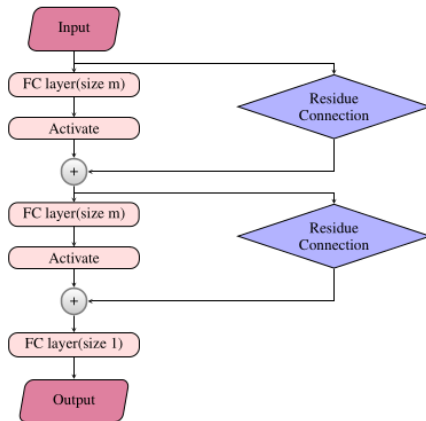 Input
FC layer(size m)
Residue
Connection
Activate
+
FC layer(size m)
Residue
Connection
Activate
+
FC layer(size 1)
Output